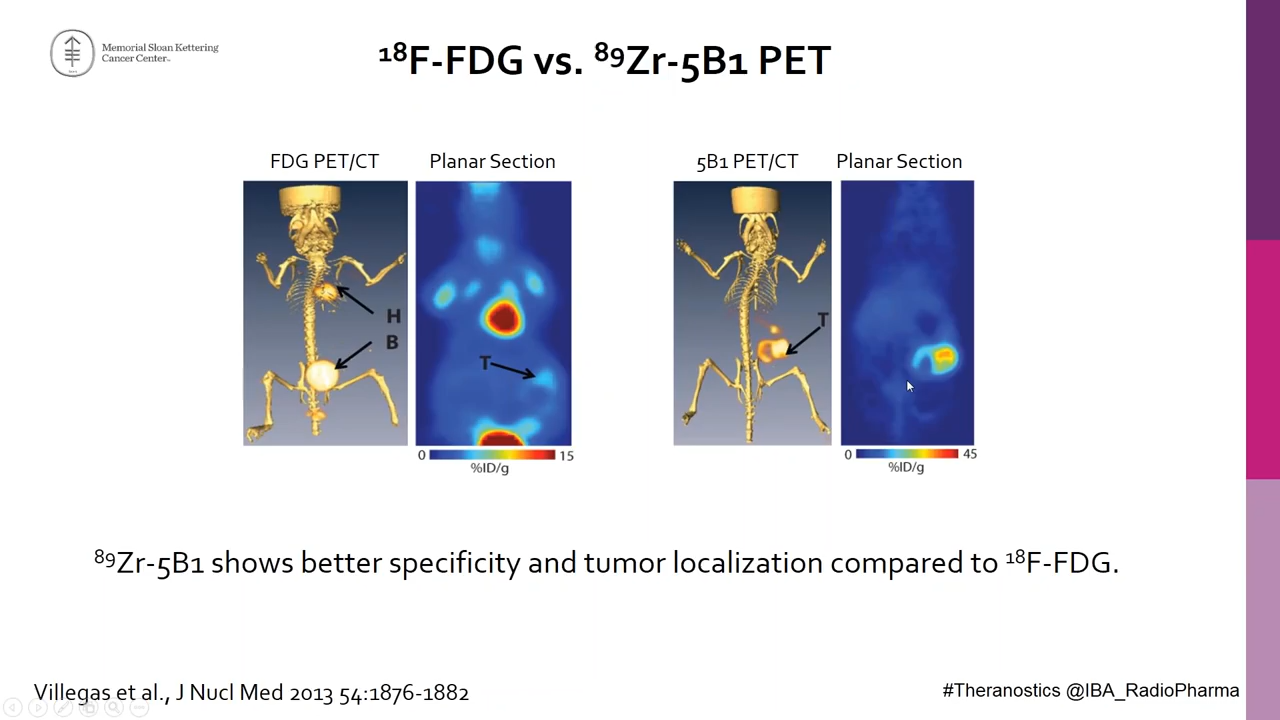 Memorial Sloan Kettering
Cancer Center™
¹⁸F-FDG vs. ⁸⁹Zr-5B1 PET
FDG PET/CT
Planar Section
5B1 PET/CT
Planar Section
H
B
T
T
0
15
%ID/g
0
45
%ID/g
⁸⁹Zr-5B1 shows better specificity and tumor localization compared to ¹⁸F-FDG.
Villegas et al., J Nucl Med 2013 54:1876-1882
#Theranostics @IBA_RadioPharma